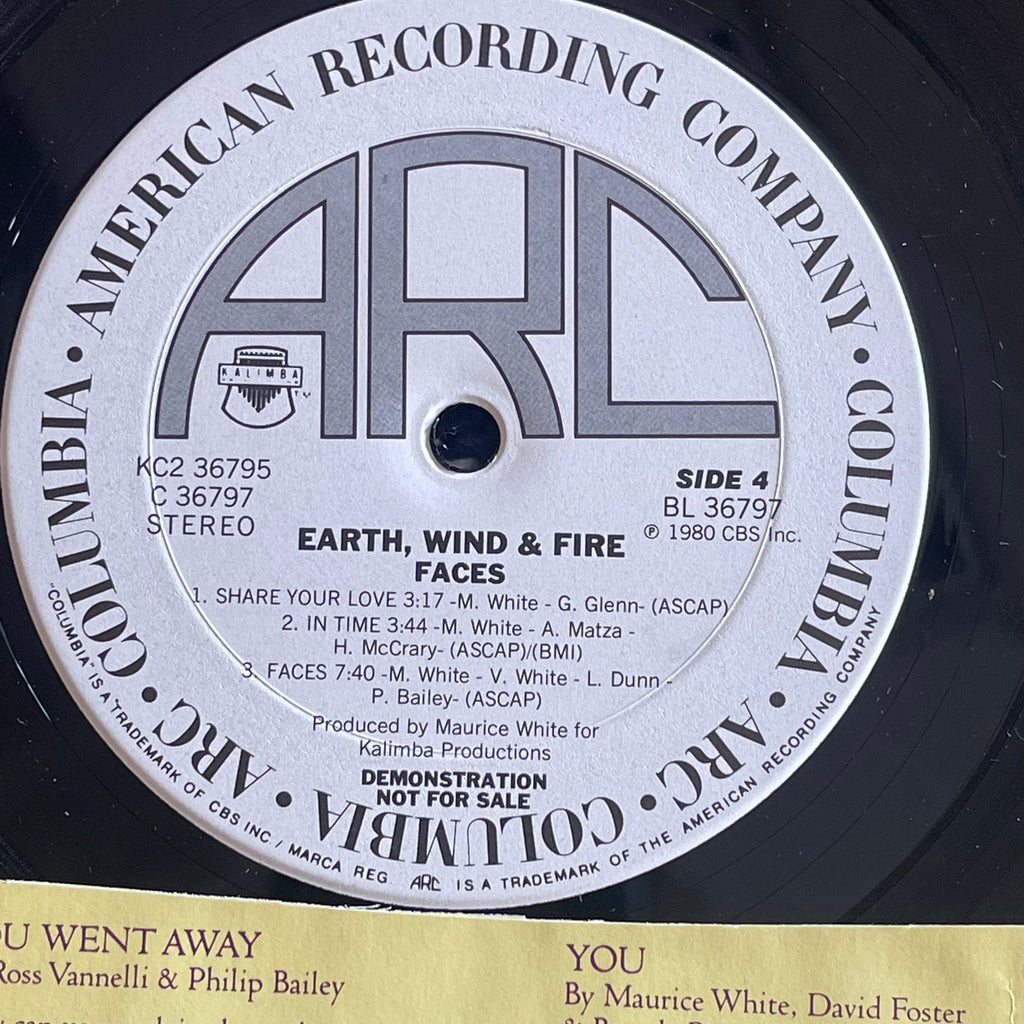 • AMERICAN RECORDING COMPANY • COLUMBIA • ARC • COLUMBIA • ARC • COLUMBIA
ARC
KALIMBA
KC2 36795
C 36797
STEREO
SIDE 4
BL 36797
℗ 1980 CBS Inc.
EARTH, WIND & FIRE
FACES
1. SHARE YOUR LOVE 3:17 -M. White - G. Glenn- (ASCAP)
2. IN TIME 3:44 -M. White - A. Matza -
H. McCrary- (ASCAP)/(BMI)
3. FACES 7:40 -M. White - V. White - L. Dunn -
P. Bailey- (ASCAP)
Produced by Maurice White for
Kalimba Productions
DEMONSTRATION
NOT FOR SALE
"COLUMBIA" IS A TRADEMARK OF CBS INC / MARCA REG ARC IS A TRADEMARK OF THE AMERICAN RECORDING COMPANY
WENT AWAY
Ross Vannelli & Philip Bailey
YOU
By Maurice White, David Foster